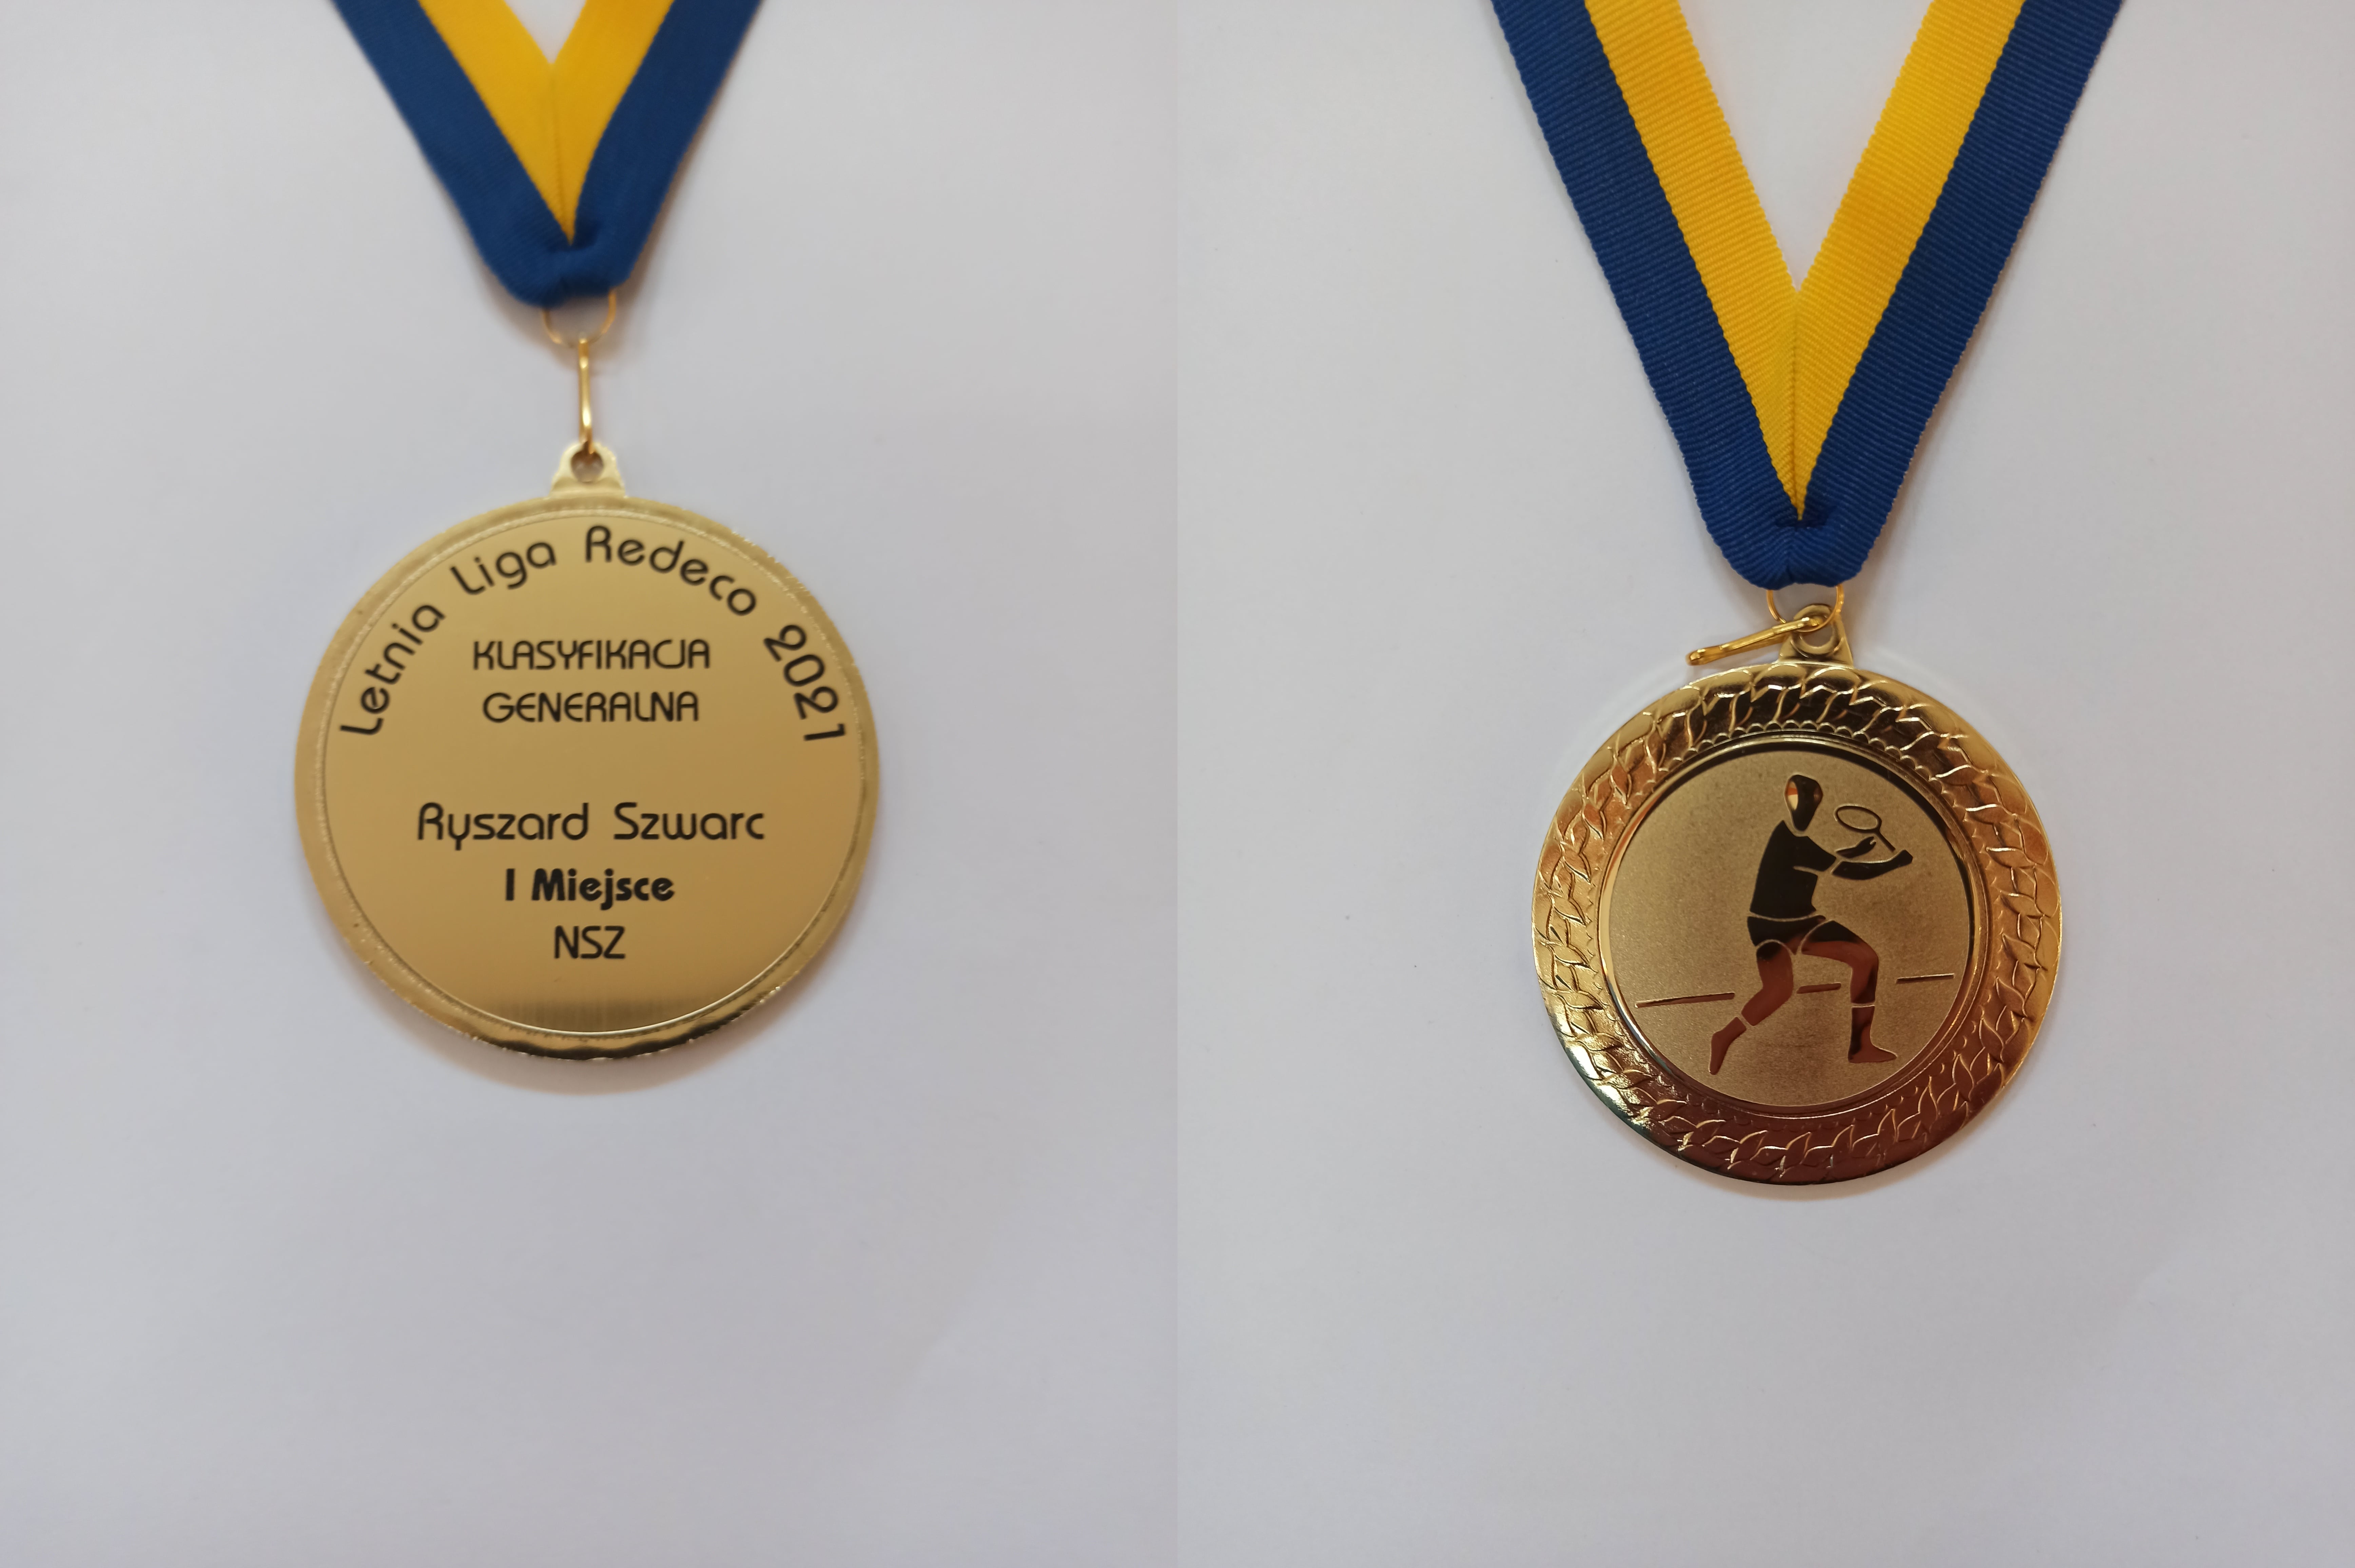 Letnia Liga Redeco 2021
KLASYFIKACJA
GENERALNA
Ryszard Szwarc
I Miejsce
NSZ